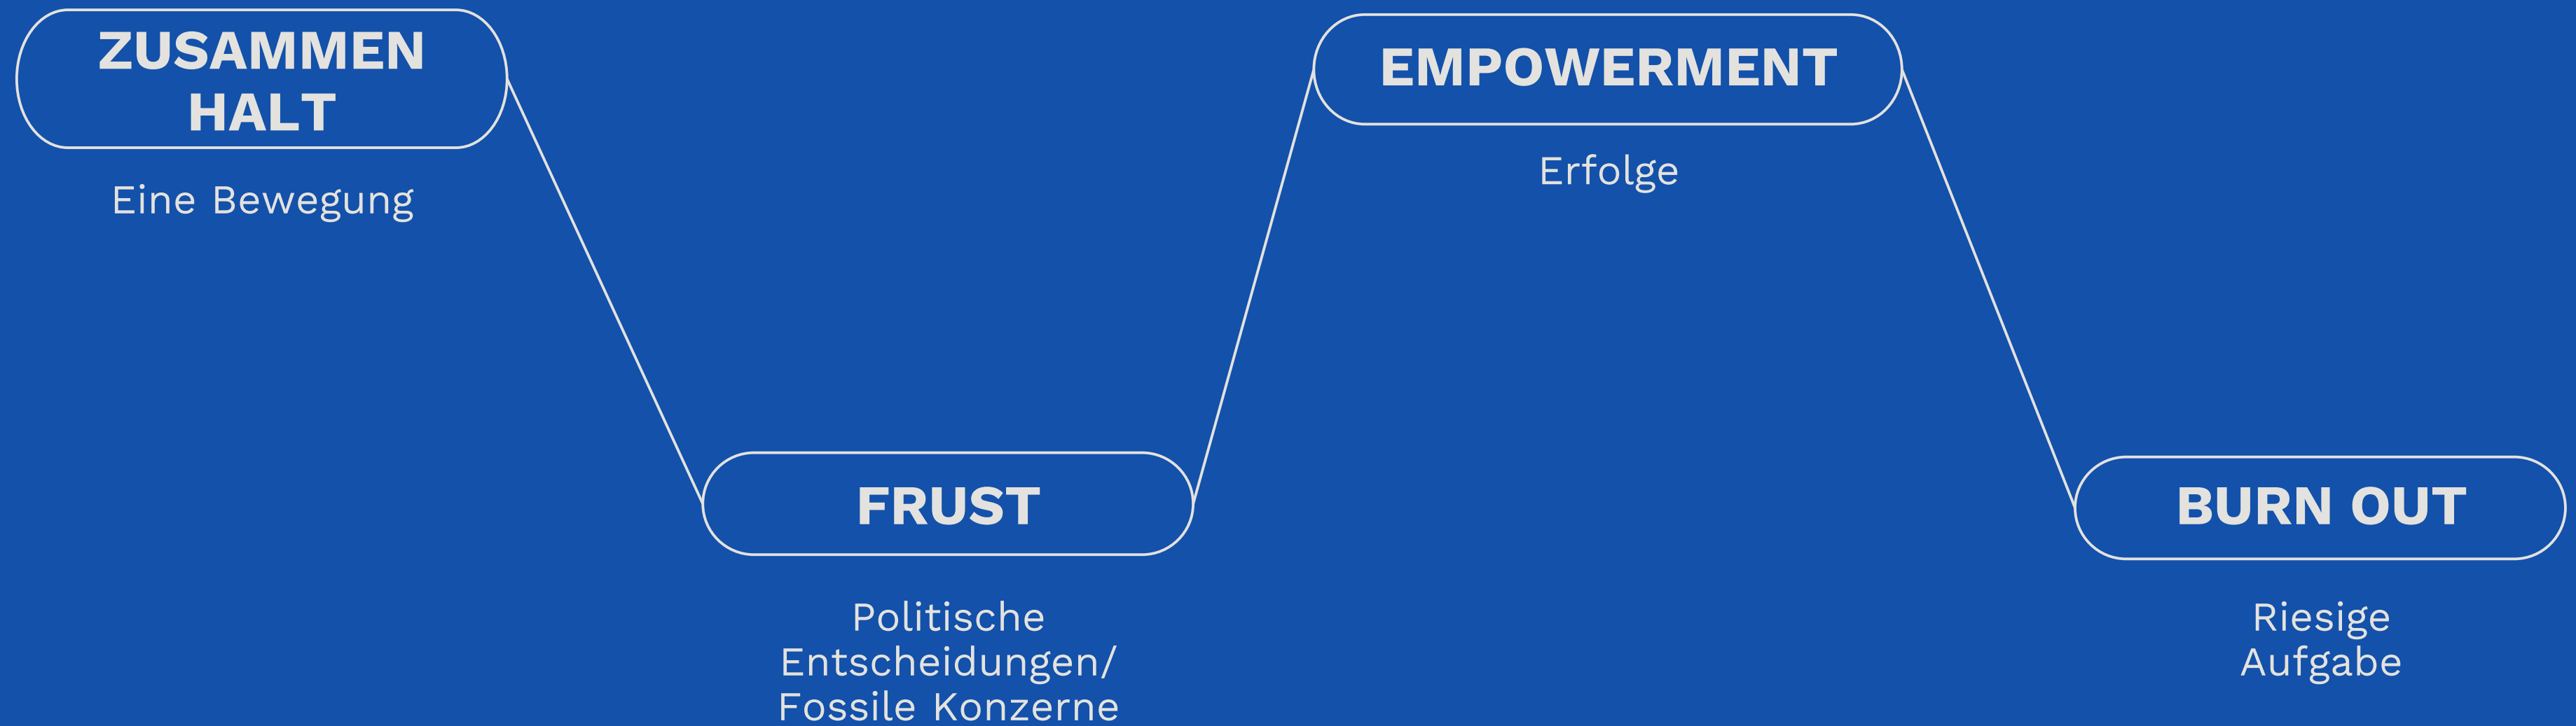 ZUSAMMEN
HALT
Eine Bewegung
FRUST
Politische
Entscheidungen/
Fossile Konzerne
EMPOWERMENT
Erfolge
BURN OUT
Riesige
Aufgabe